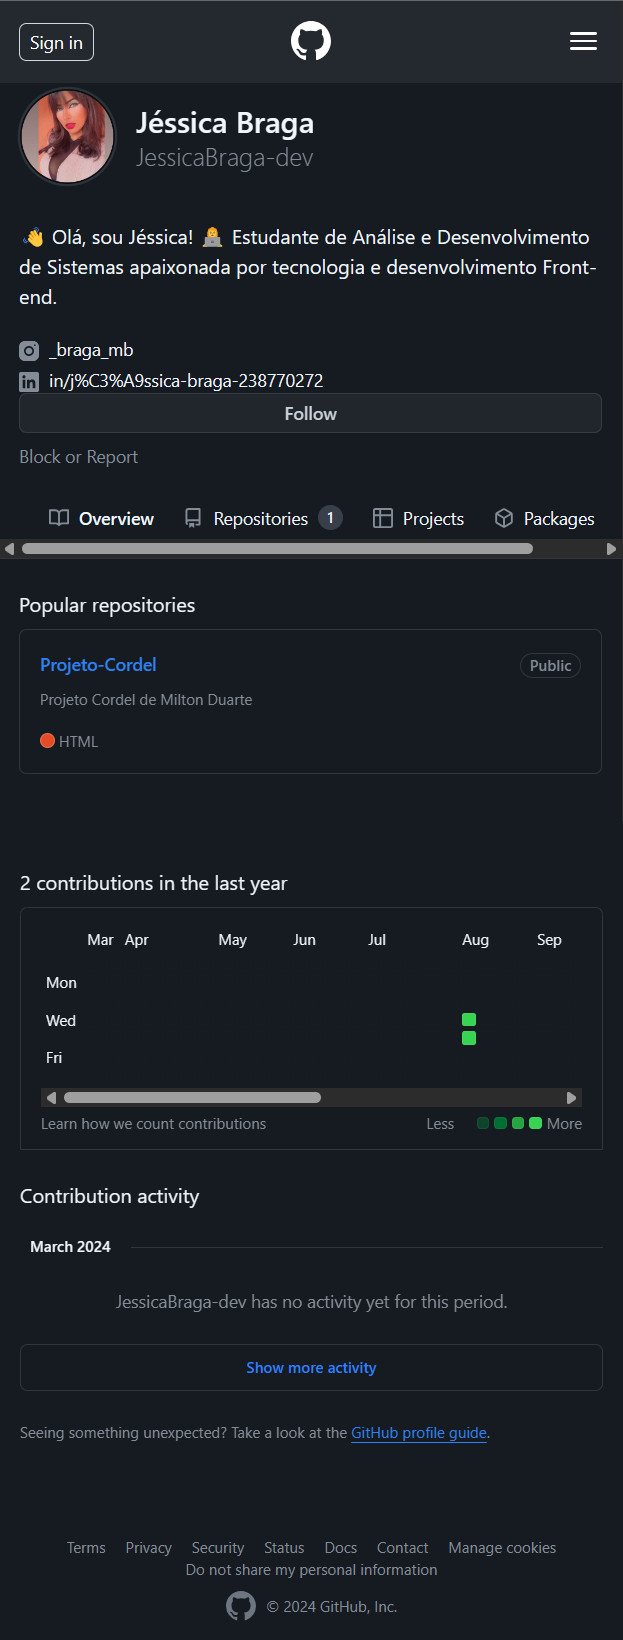 Sign in
Jéssica Braga
JessicaBraga-dev
👋 Olá, sou Jéssica! 👩‍💻 Estudante de Análise e Desenvolvimento
de Sistemas apaixonada por tecnologia e desenvolvimento Front-
end.
_braga_mb
in/j%C3%A9ssica-braga-238770272
Follow
Block or Report
Overview Repositories 1 Projects Packages
Popular repositories
Projeto-Cordel Public
Projeto Cordel de Milton Duarte
HTML
2 contributions in the last year
Mar Apr May Jun Jul Aug Sep
Mon
Wed
Fri
Learn how we count contributions Less More
Contribution activity
March 2024
JessicaBraga-dev has no activity yet for this period.
Show more activity
Seeing something unexpected? Take a look at the GitHub profile guide.
Terms Privacy Security Status Docs Contact Manage cookies
Do not share my personal information
© 2024 GitHub, Inc.